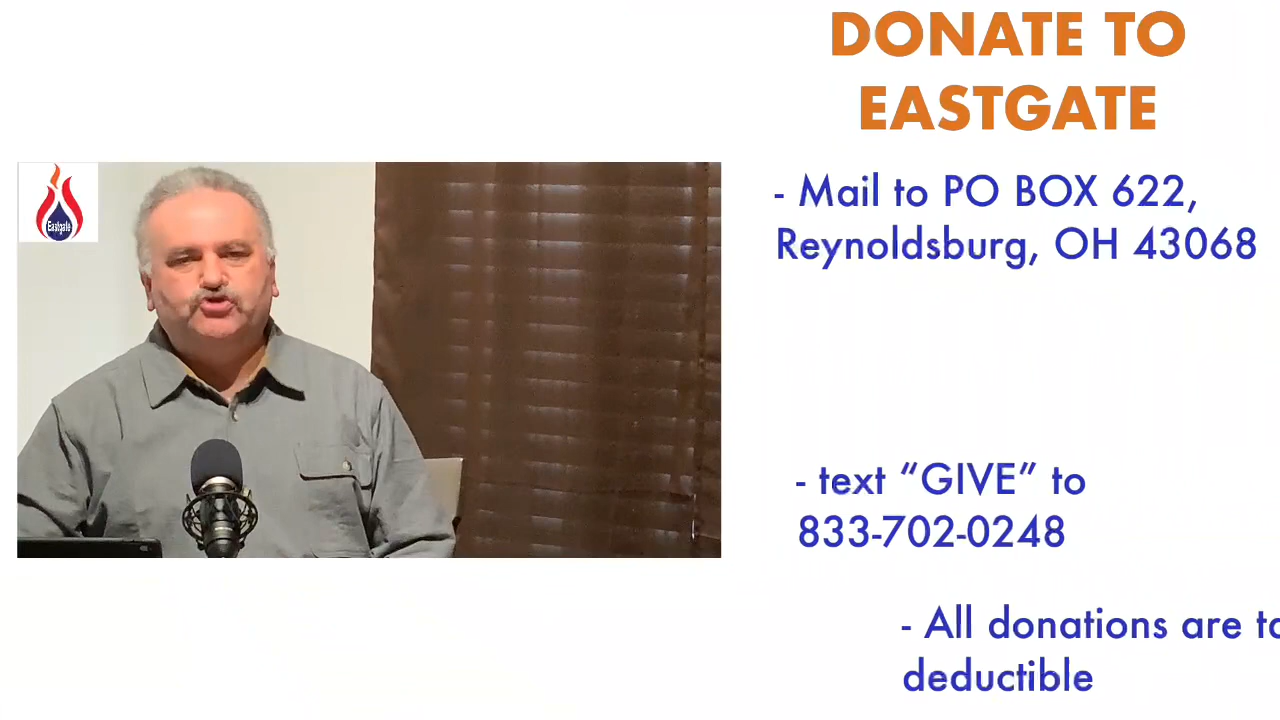 DONATE TO
EASTGATE
Eastgate
- Mail to PO BOX 622,
Reynoldsburg, OH 43068
- text “GIVE” to
833-702-0248
- All donations are ta
deductible